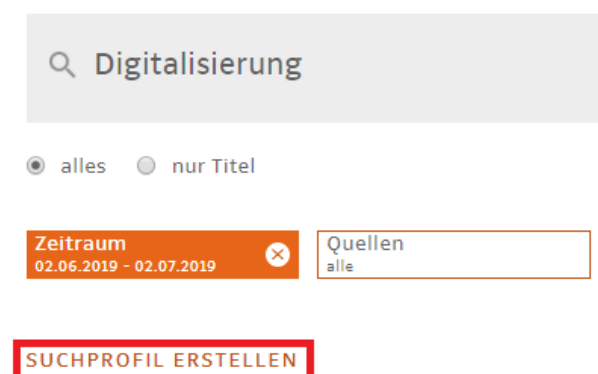 Digitalisierung
alles nur Titel
Zeitraum
02.06.2019 - 02.07.2019
Quellen
alle
SUCHPROFIL ERSTELLEN